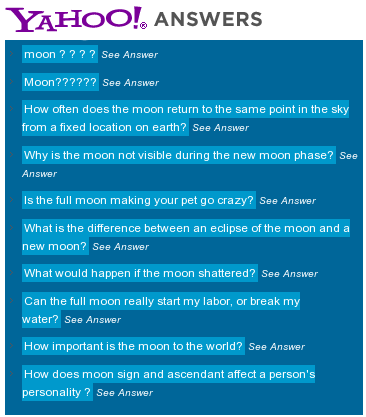 YAHOO! ANSWERS
moon ? ? ? ? See Answer
Moon?????? See Answer
How often does the moon return to the same point in the sky
from a fixed location on earth? See Answer
Why is the moon not visible during the new moon phase? See
Answer
Is the full moon making your pet go crazy? See Answer
What is the difference between an eclipse of the moon and a
new moon? See Answer
What would happen if the moon shattered? See Answer
Can the full moon really start my labor, or break my
water? See Answer
How important is the moon to the world? See Answer
How does moon sign and ascendant affect a person's
personality ? See Answer